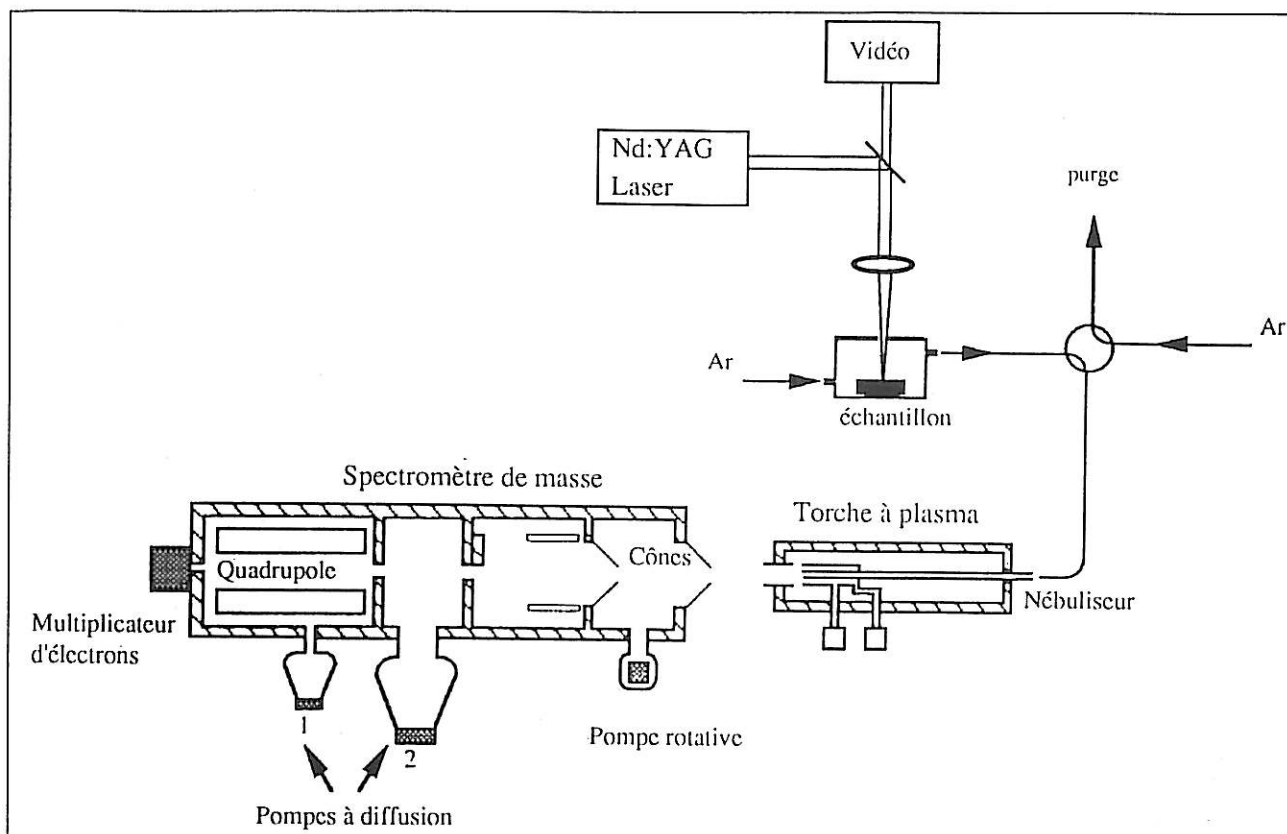 Vidéo
Nd:YAG
Laser
purge
Ar
Ar
échantillon
Spectromètre de masse
Torche à plasma
Cônes
Quadrupole
Nébuliseur
Multiplicateur
d'électrons
1
2
Pompe rotative
Pompes à diffusion